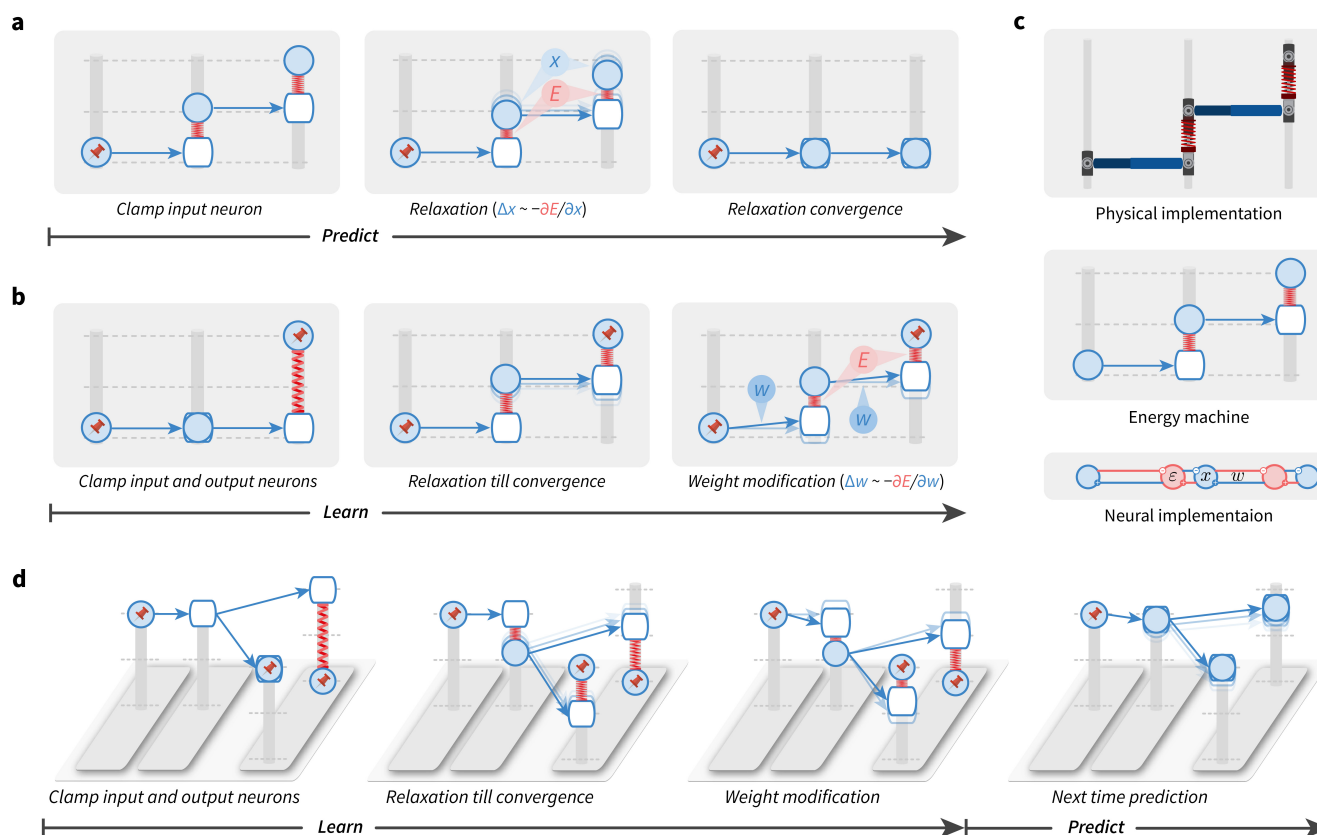 a
x
E
Clamp input neuron
Relaxation (Δx ~ −∂E/∂x)
Relaxation convergence
Predict
b
E
w
w
Clamp input and output neurons
Relaxation till convergence
Weight modification (Δw ~ −∂E/∂w)
Learn
c
Physical implementation
Energy machine
ε x w
Neural implementaion
d
Clamp input and output neurons
Relaxation till convergence
Weight modification
Next time prediction
Learn
Predict